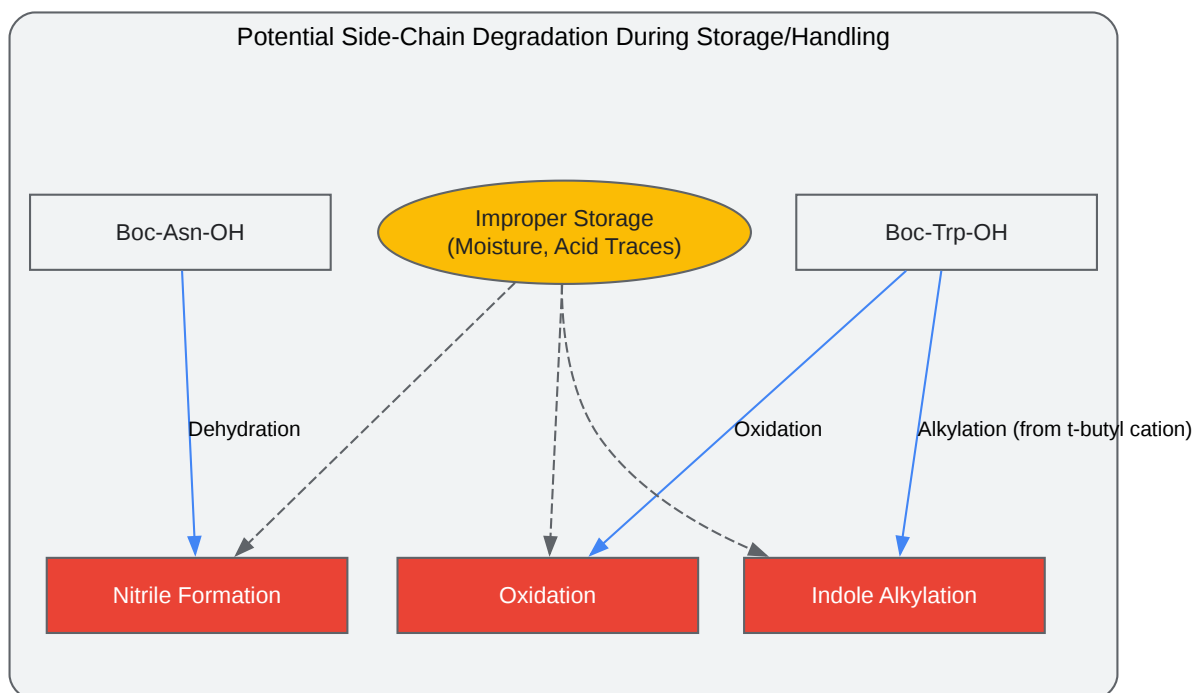 Potential Side-Chain Degradation During Storage/Handling
Boc-Asn-OH
Improper Storage
(Moisture, Acid Traces)
Boc-Trp-OH
Dehydration
Oxidation
Alkylation (from t-butyl cation)
Nitrile Formation
Oxidation
Indole Alkylation